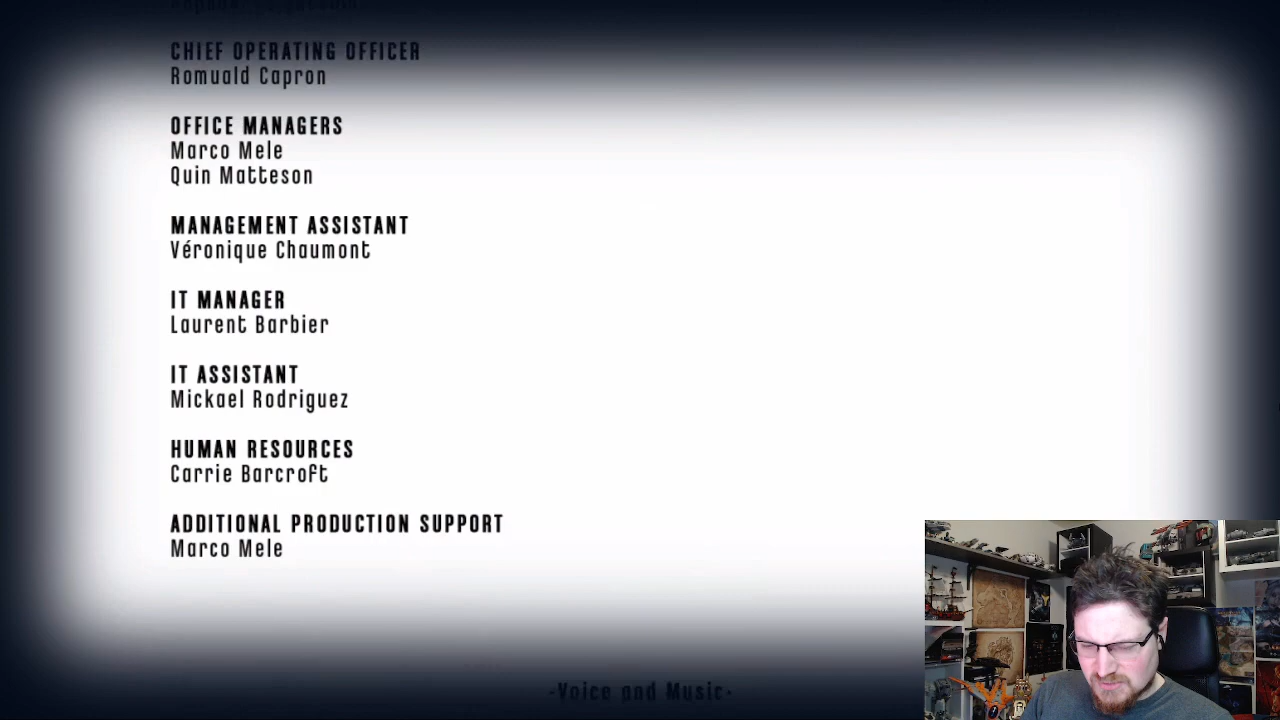 CHIEF OPERATING OFFICER
Romuald Capron
OFFICE MANAGERS
Marco Mele
Quin Matteson
MANAGEMENT ASSISTANT
Véronique Chaumont
IT MANAGER
Laurent Barbier
IT ASSISTANT
Mickael Rodriguez
HUMAN RESOURCES
Carrie Barcroft
ADDITIONAL PRODUCTION SUPPORT
Marco Mele
-Voice and Music-